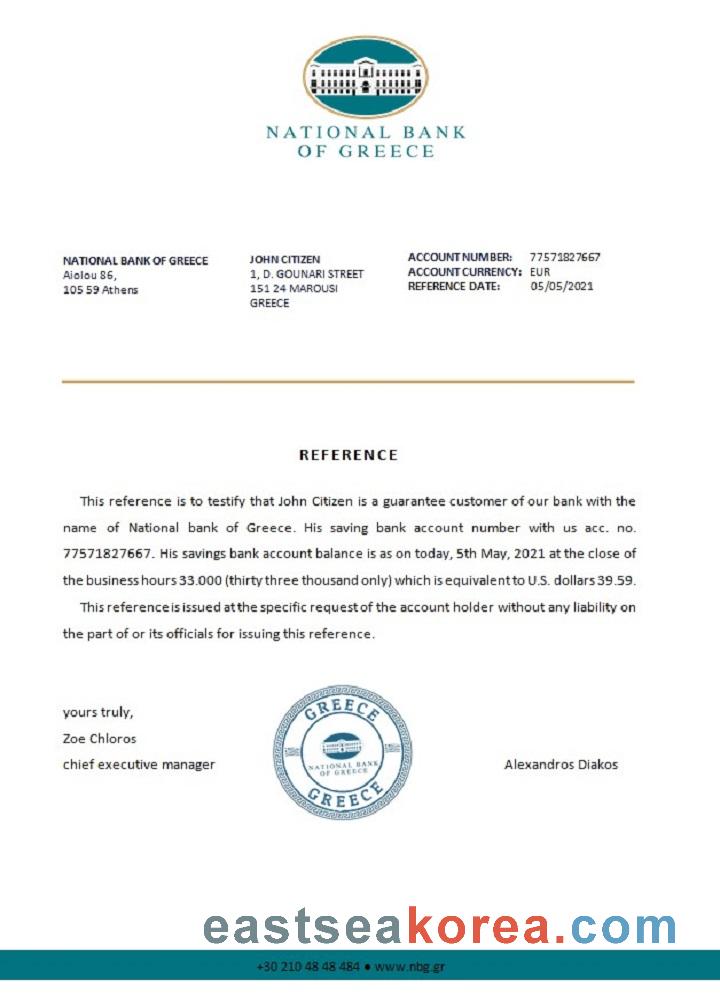 NATIONAL BANK
OF GREECE
NATIONAL BANK OF GREECE
Aiolou 86,
105 59 Athens
JOHN CITIZEN
1, D. GOUNARI STREET
151 24 MAROUSI
GREECE
ACCOUNT NUMBER: 77571827667
ACCOUNT CURRENCY: EUR
REFERENCE DATE: 05/05/2021
REFERENCE
This reference is to testify that John Citizen is a guarantee customer of our bank with the
name of National bank of Greece. His saving bank account number with us acc. no.
77571827667. His savings bank account balance is as on today, 5th May, 2021 at the close of
the business hours 33.000 (thirty three thousand only) which is equivalent to U.S. dollars 39.59.
This reference is issued at the specific request of the account holder without any liability on
the part of or its officials for issuing this reference.
yours truly,
Zoe Chloros
chief executive manager
GREECE
NATIONAL BANK
OF GREECE
GREECE
Alexandros Diakos
eastseakorea.com
+30 210 48 48 484 ● www.nbg.gr